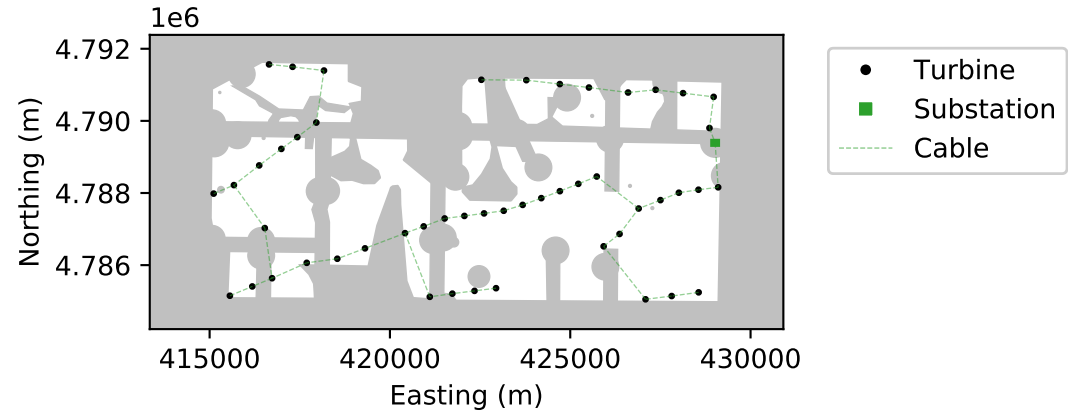 1e6
4.792
4.790
4.788
4.786
Northing (m)
415000 420000 425000 430000
Easting (m)
Turbine
Substation
Cable